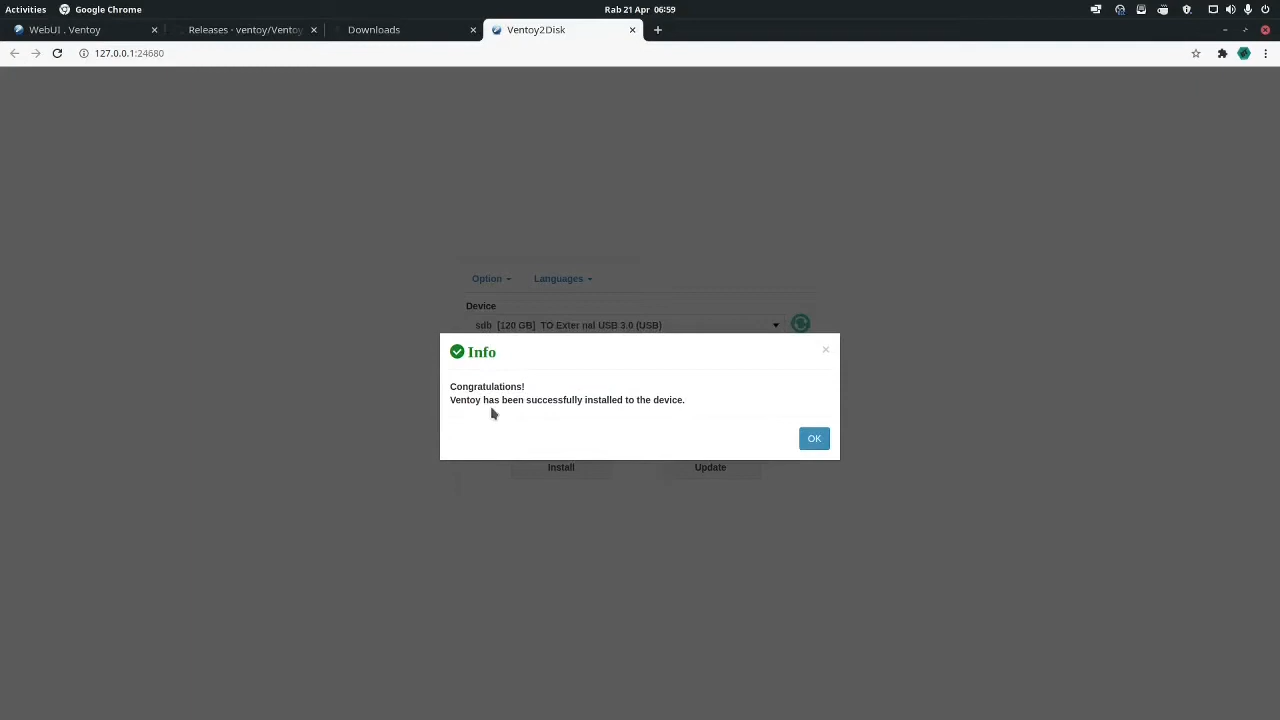 Activities Google Chrome Rab 21 Apr 06:59
WebUI . Ventoy Releases · ventoy/Ventoy Downloads Ventoy2Disk
127.0.0.1:24680
Option Languages
Device
sdb [120 GB] TO Exter nal USB 3.0 (USB)
Info
Congratulations!
Ventoy has been successfully installed to the device.
OK
Install Update